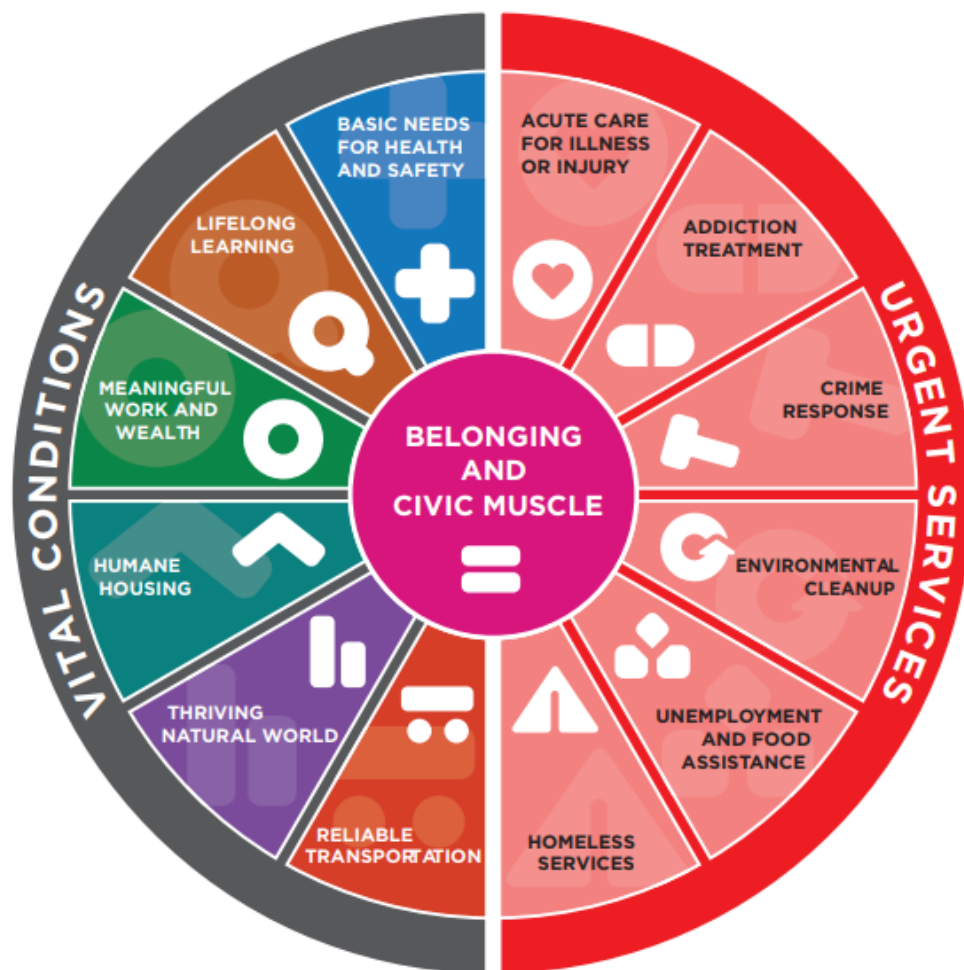 VITAL CONDITIONS
BASIC NEEDS
FOR HEALTH
AND SAFETY
LIFELONG
LEARNING
MEANINGFUL
WORK AND
WEALTH
HUMANE
HOUSING
THRIVING
NATURAL WORLD
RELIABLE
TRANSPORTATION
BELONGING
AND
CIVIC MUSCLE
URGENT SERVICES
ACUTE CARE
FOR ILLNESS
OR INJURY
ADDICTION
TREATMENT
CRIME
RESPONSE
ENVIRONMENTAL
CLEANUP
UNEMPLOYMENT
AND FOOD
ASSISTANCE
HOMELESS
SERVICES